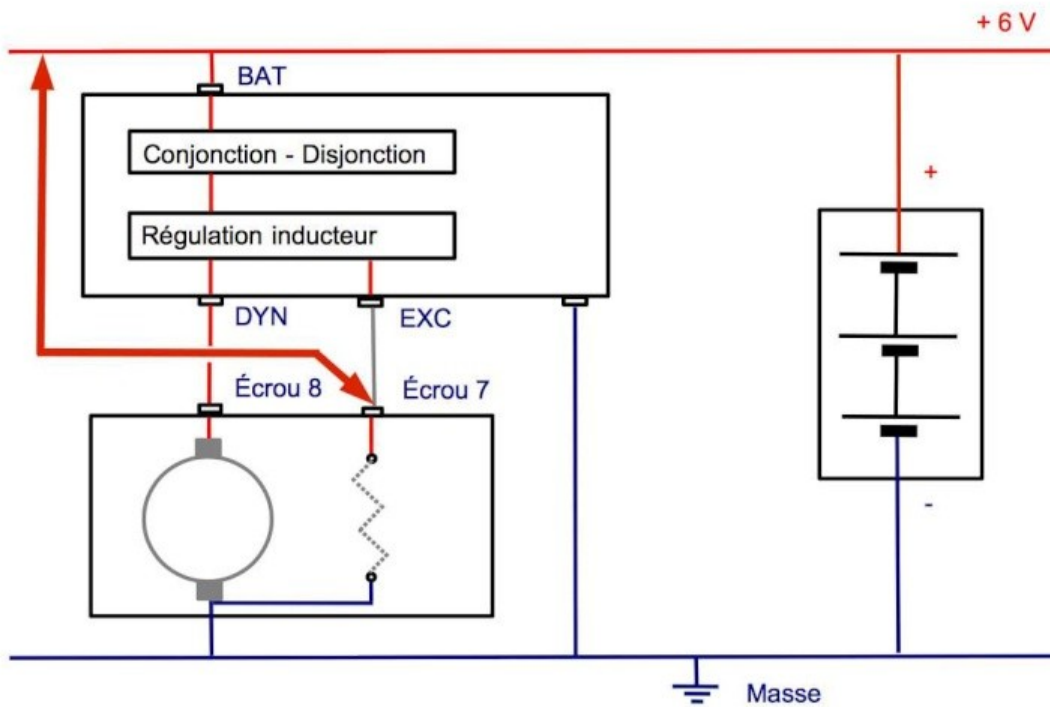 + 6 V
BAT
Conjonction - Disjonction
+
Régulation inducteur
DYN
EXC
Écrou 8
Écrou 7
-
Masse